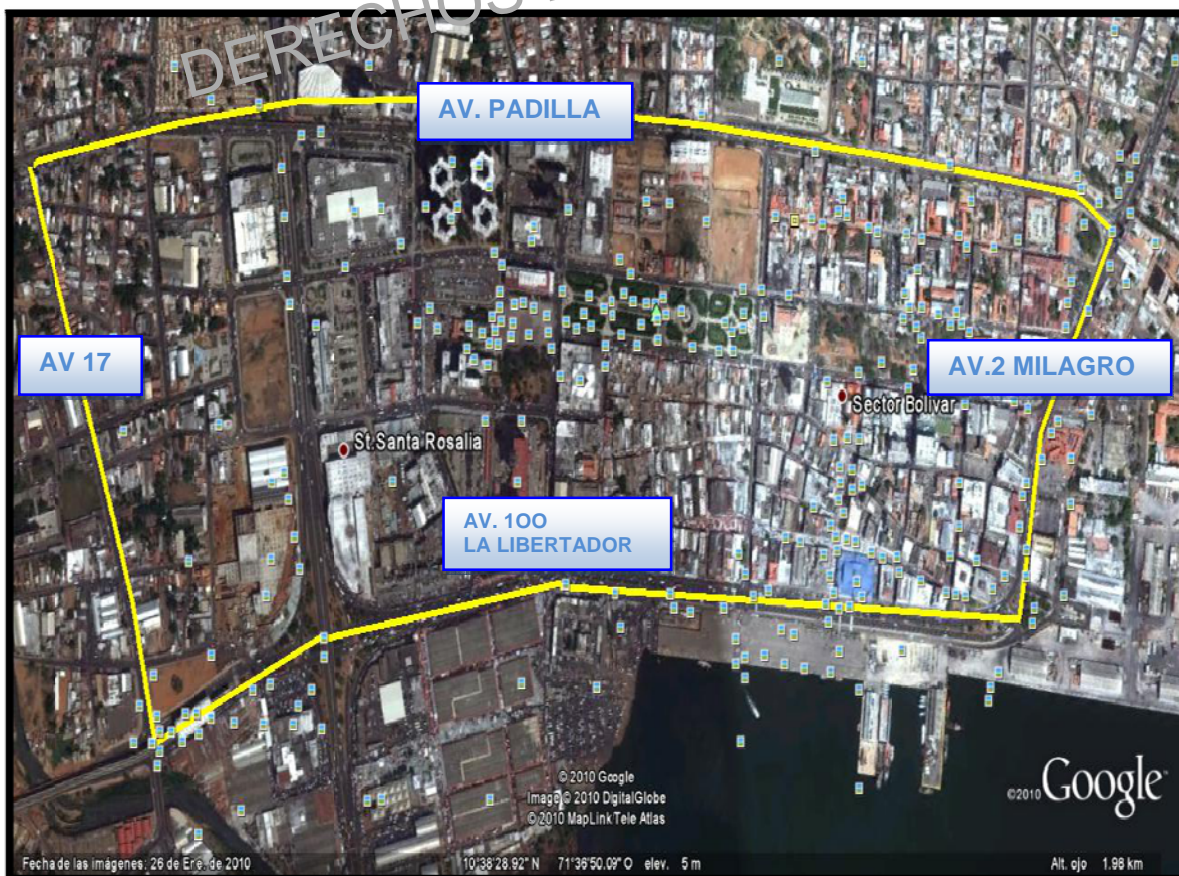 DERECHOS
AV. PADILLA
AV 17
AV.2 MILAGRO
Sector Bolivar
St.Santa Rosalia
AV. 1OO
LA LIBERTADOR
© 2010 Google
Image © 2010 DigitalGlobe
© 2010 MapLink/Tele Atlas
©2010 Google
Fecha de las imágenes: 26 de Ene, de 2010
10°38'28.92" N 71°36'50.09" O elev. 5 m
Alt. ojo 1.98 km